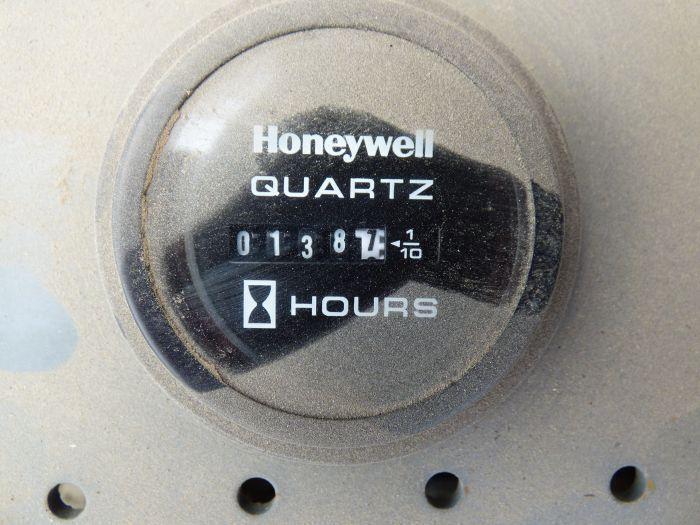 Honeywell
QUARTZ
0 1 3 8 7 ◄ 1/10
HOURS